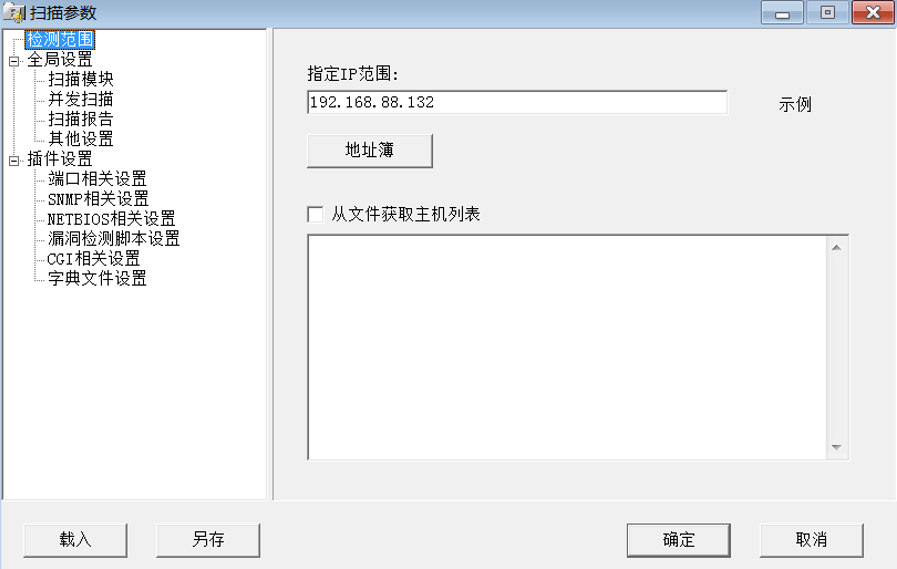 扫描参数
检测范围
全局设置
扫描模块
并发扫描
扫描报告
其他设置
插件设置
端口相关设置
SNMP相关设置
NETBIOS相关设置
漏洞检测脚本设置
CGI相关设置
字典文件设置
指定IP范围:
192.168.88.132
示例
地址簿
从文件获取主机列表
载入
另存
确定
取消